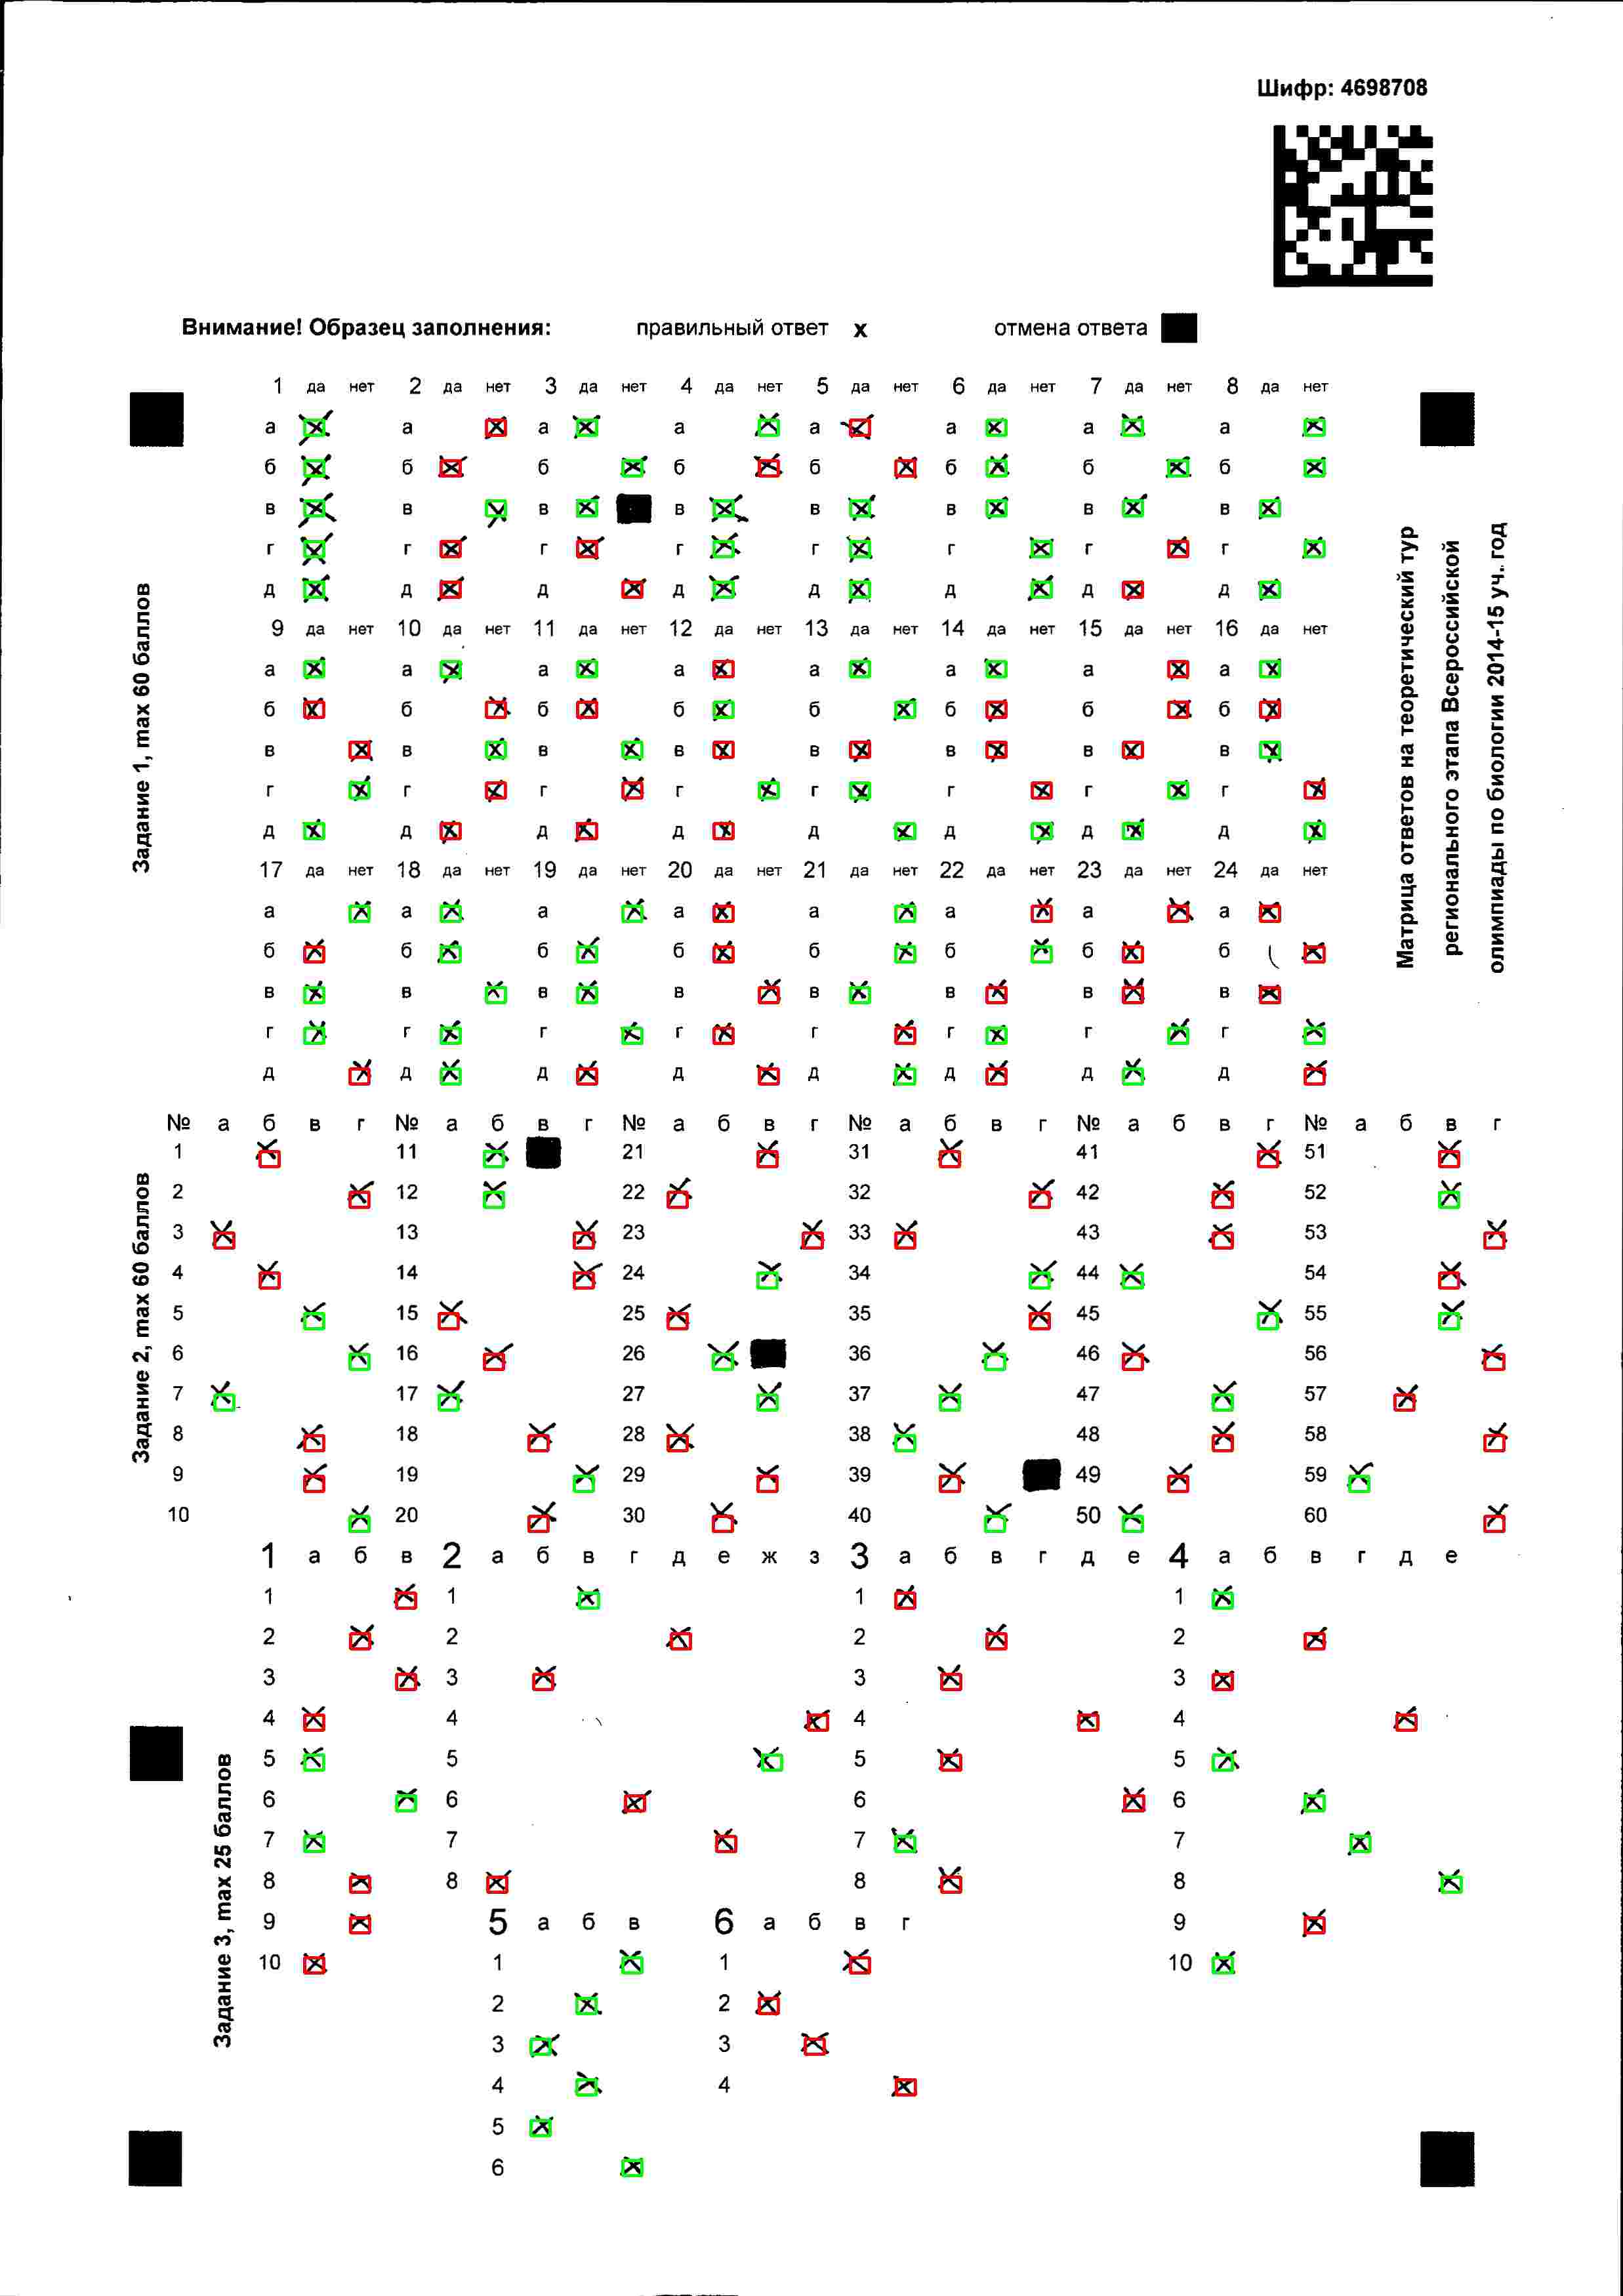 Шифр: 4698708
Внимание! Образец заполнения: правильный ответ x отмена ответа
Задание 1, max 60 баллов
1 да нет 2 да нет 3 да нет 4 да нет 5 да нет 6 да нет 7 да нет 8 да нет
а а а а а а а а
б б б б б б б б
в в в в в в в в
г г г г г г г г
д д д д д д д д
9 да нет 10 да нет 11 да нет 12 да нет 13 да нет 14 да нет 15 да нет 16 да нет
а а а а а а а а
б б б б б б б б
в в в в в в в в
г г г г г г г г
д д д д д д д д
17 да нет 18 да нет 19 да нет 20 да нет 21 да нет 22 да нет 23 да нет 24 да нет
а а а а а а а а
б б б б б б б б
в в в в в в в в
г г г г г г г г
д д д д д д д д
Матрица ответов на теоретический тур
регионального этапа Всероссийской
олимпиады по биологии 2014-15 уч. год
Задание 2, max 60 баллов
№ а б в г № а б в г № а б в г № а б в г № а б в г № а б в г
1 11 21 31 41 51
2 12 22 32 42 52
3 13 23 33 43 53
4 14 24 34 44 54
5 15 25 35 45 55
6 16 26 36 46 56
7 17 27 37 47 57
8 18 28 38 48 58
9 19 29 39 49 59
10 20 30 40 50 60
Задание 3, max 25 баллов
1 а б в 2 а б в г д е ж з 3 а б в г д е 4 а б в г д е
1 1 1 1
2 2 2 2
3 3 3 3
4 4 4 4
5 5 5 5
6 6 6 6
7 7 7 7
8 8 8 8
9 5 а б в 6 а б в г 9
10 1 1 10
2 2
3 3
4 4
5
6